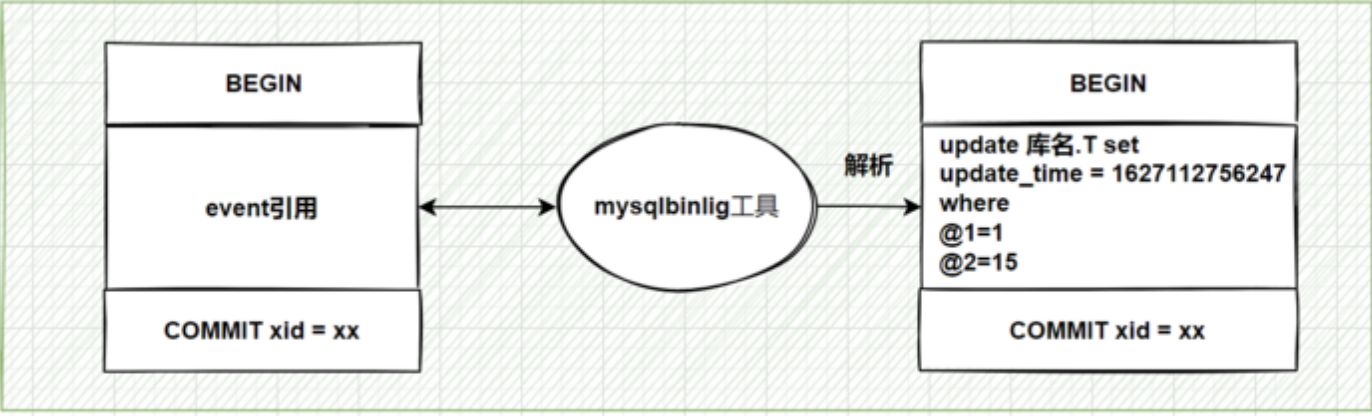 BEGIN
event引用
COMMIT xid = xx
mysqlbinlig工具
解析
BEGIN
update 库名.T set
update_time = 1627112756247
where
@1=1
@2=15
COMMIT xid = xx